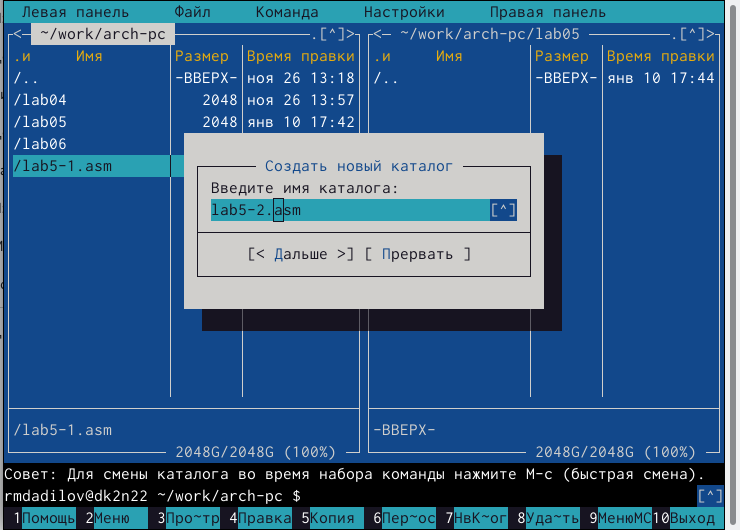 Левая панель Файл Команда Настройки Правая панель
<– ~/work/arch-pc .[^]> <– ~/work/arch-pc/lab05 .[^]>
.и Имя Размер Время правки .и Имя Размер Время правки
/.. -ВВЕРХ- ноя 26 13:18 /.. -ВВЕРХ- янв 10 17:44
/lab04 2048 ноя 26 13:57
/lab05 2048 янв 10 17:42
/lab06
/lab5-1.asm
Создать новый каталог
Введите имя каталога:
lab5-2.asm [^]
[< Дальше >] [ Прервать ]
/lab5-1.asm -ВВЕРХ-
2048G/2048G (100%) 2048G/2048G (100%)
Совет: Для смены каталога во время набора команды нажмите M-c (быстрая смена).
rmdadilov@dk2n22 ~/work/arch-pc $ [^]
1Помощь 2Меню 3Про~тр 4Правка 5Копия 6Пер~ос 7НвК~ог 8Уда~ть 9МенюMC 10Выход